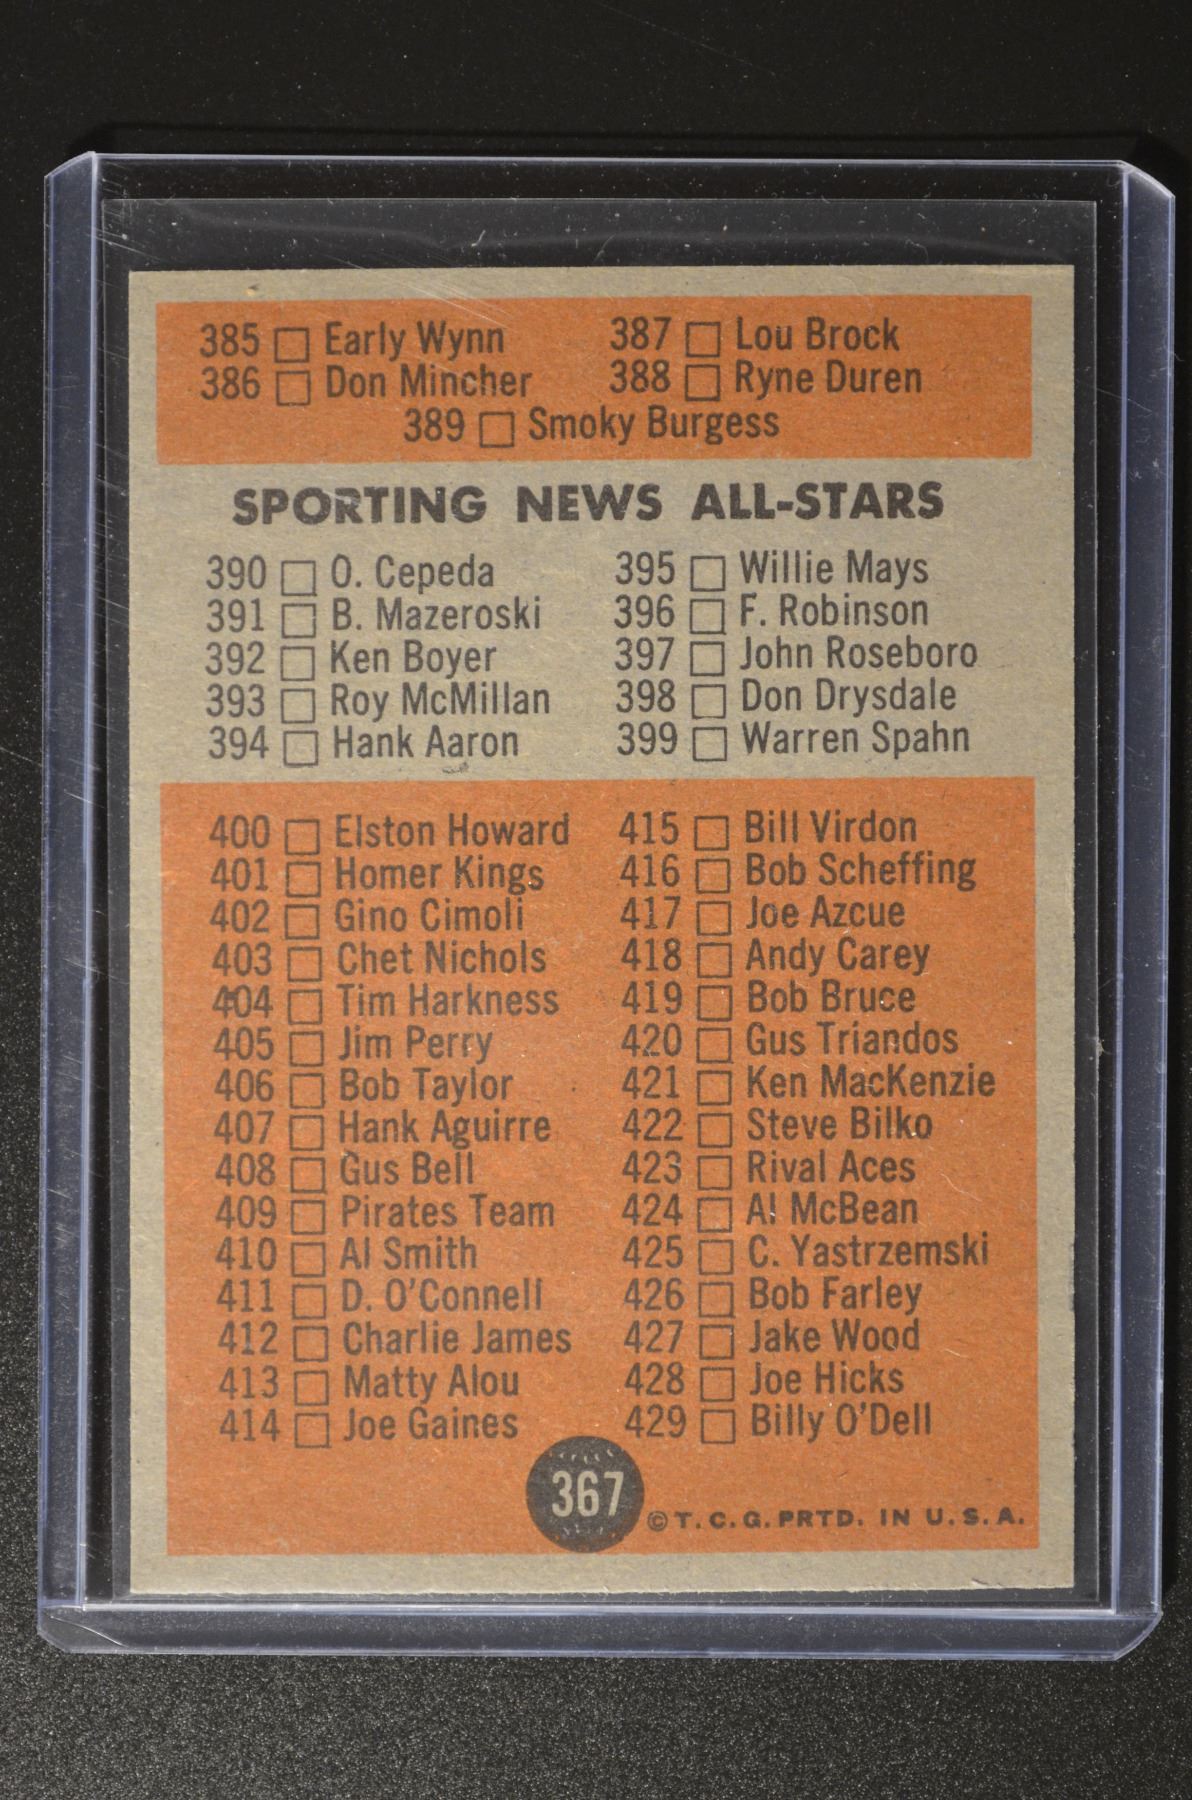 385 Early Wynn 387 Lou Brock
386 Don Mincher 388 Ryne Duren
389 Smoky Burgess
SPORTING NEWS ALL-STARS
390 O. Cepeda 395 Willie Mays
391 B. Mazeroski 396 F. Robinson
392 Ken Boyer 397 John Roseboro
393 Roy McMillan 398 Don Drysdale
394 Hank Aaron 399 Warren Spahn
400 Elston Howard 415 Bill Virdon
401 Homer Kings 416 Bob Scheffing
402 Gino Cimoli 417 Joe Azcue
403 Chet Nichols 418 Andy Carey
404 Tim Harkness 419 Bob Bruce
405 Jim Perry 420 Gus Triandos
406 Bob Taylor 421 Ken MacKenzie
407 Hank Aguirre 422 Steve Bilko
408 Gus Bell 423 Rival Aces
409 Pirates Team 424 Al McBean
410 Al Smith 425 C. Yastrzemski
411 D. O'Connell 426 Bob Farley
412 Charlie James 427 Jake Wood
413 Matty Alou 428 Joe Hicks
414 Joe Gaines 429 Billy O'Dell
367
© T. C. G. PRTD. IN U. S. A.